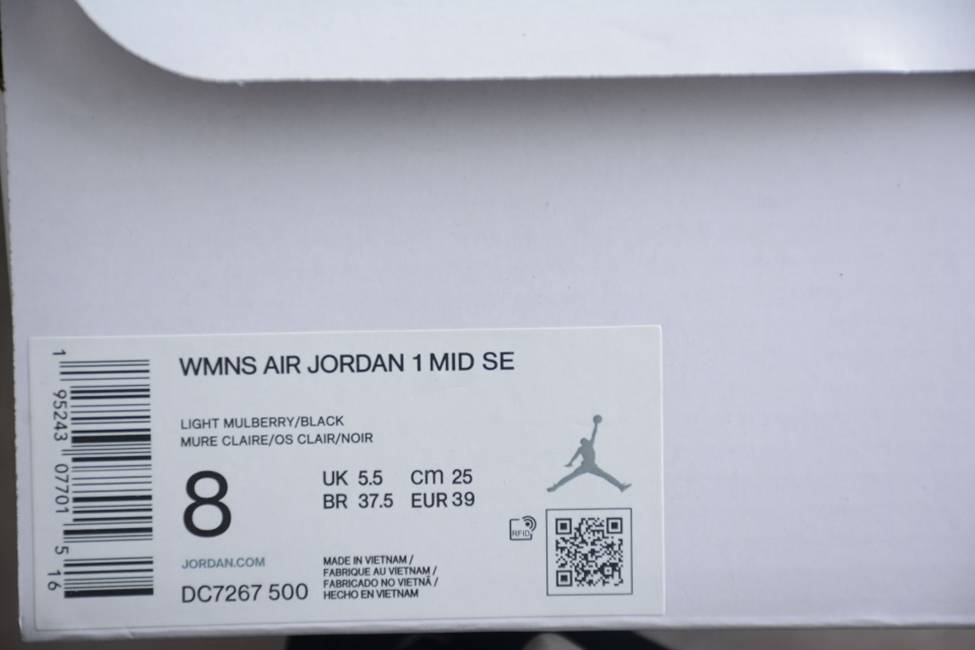 WMNS AIR JORDAN 1 MID SE
LIGHT MULBERRY/BLACK
MURE CLAIRE/OS CLAIR/NOIR
8
UK 5.5 cm 25
BR 37.5 EUR 39
RFID
JORDAN.COM
DC7267 500
MADE IN VIETNAM /
FABRIQUE AU VIETNAM /
FABRICADO NO VIETNÃ /
HECHO EN VIETNAM
1 95243 07701 5 16